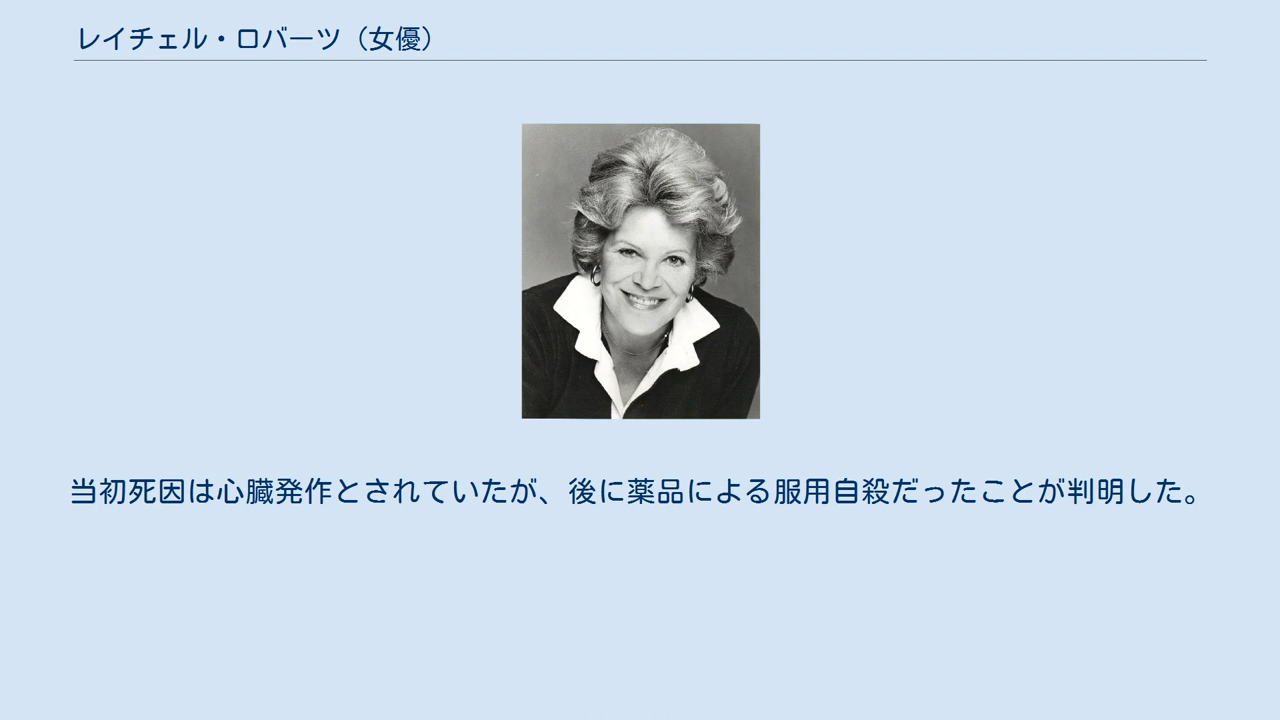 レイチェル・ロバーツ（女優）
当初死因は心臓発作とされていたが、後に薬品による服用自殺だったことが判明した。